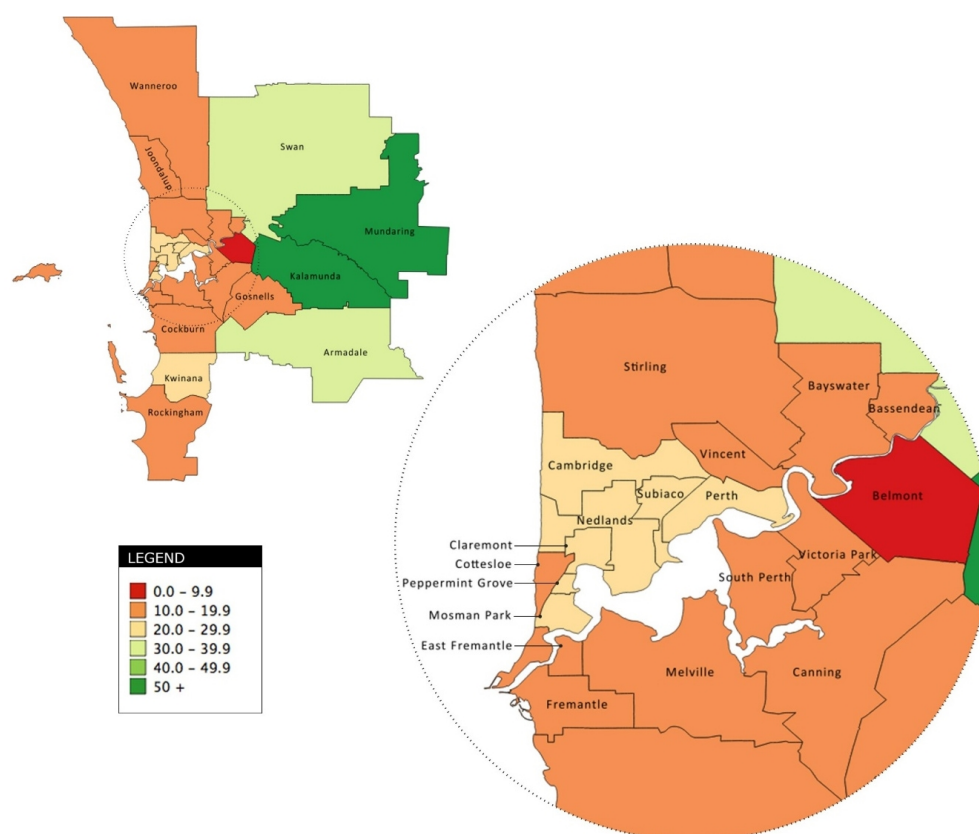 Wanneroo
Joondalup
Swan
Mundaring
Kalamunda
Gosnells
Cockburn
Armadale
Kwinana
Rockingham
Stirling
Bayswater
Bassendean
Vincent
Cambridge
Subiaco
Perth
Belmont
Nedlands
Claremont
Victoria Park
Cottesloe
South Perth
Peppermint Grove
Mosman Park
East Fremantle
Melville
Canning
Fremantle
LEGEND
0.0 – 9.9
10.0 – 19.9
20.0 – 29.9
30.0 – 39.9
40.0 – 49.9
50 +